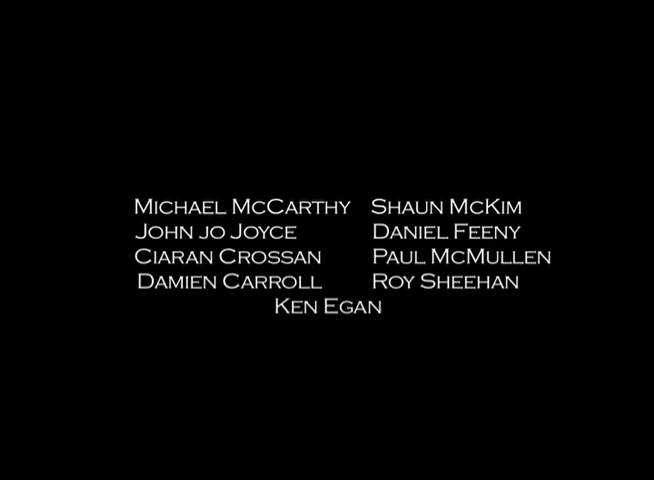 Michael McCarthy Shaun McKim
John jo Joyce Daniel Feeny
Ciaran Crossan Paul McMullen
Damien Carroll Roy Sheehan
Ken Egan